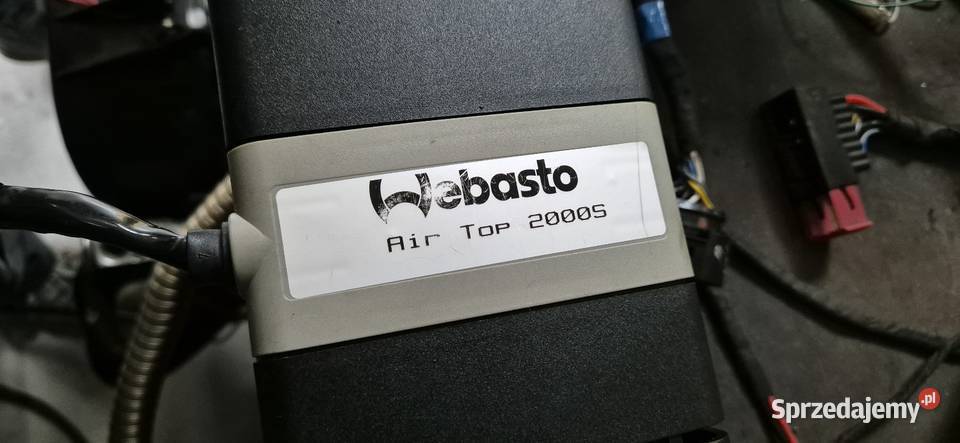 Webasto
Air Top 2000S
Sprzedajemy.pl